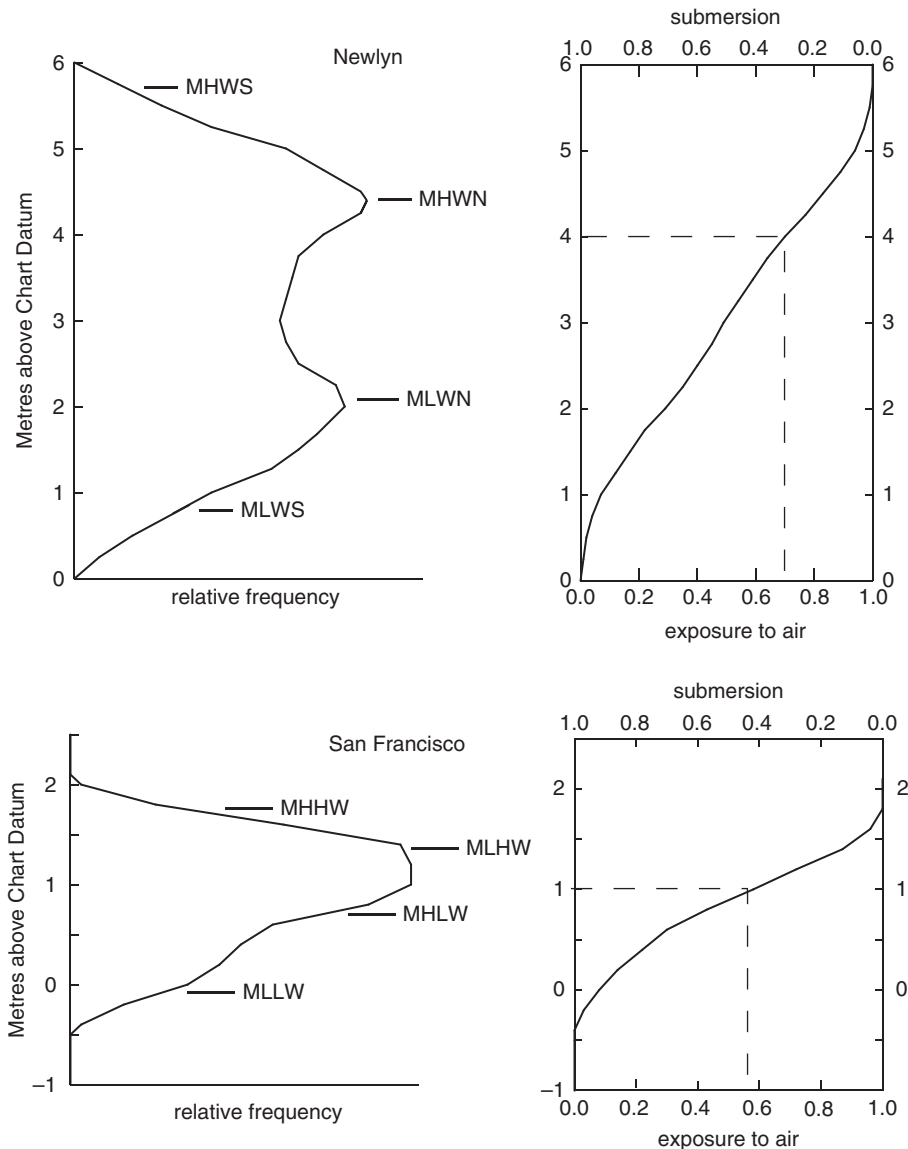 Newlyn
6
5
4
3
2
1
0
Metres above Chart Datum
MHWS
MHWN
MLWN
MLWS
relative frequency
submersion
1.0 0.8 0.6 0.4 0.2 0.0
6 6
5 5
4 4
3 3
2 2
1 1
0 0
0.0 0.2 0.4 0.6 0.8 1.0
exposure to air
San Francisco
2
1
0
–1
Metres above Chart Datum
MHHW
MLHW
MHLW
MLLW
relative frequency
submersion
1.0 0.8 0.6 0.4 0.2 0.0
2 2
1 1
0 0
–1
0.0 0.2 0.4 0.6 0.8 1.0
exposure to air